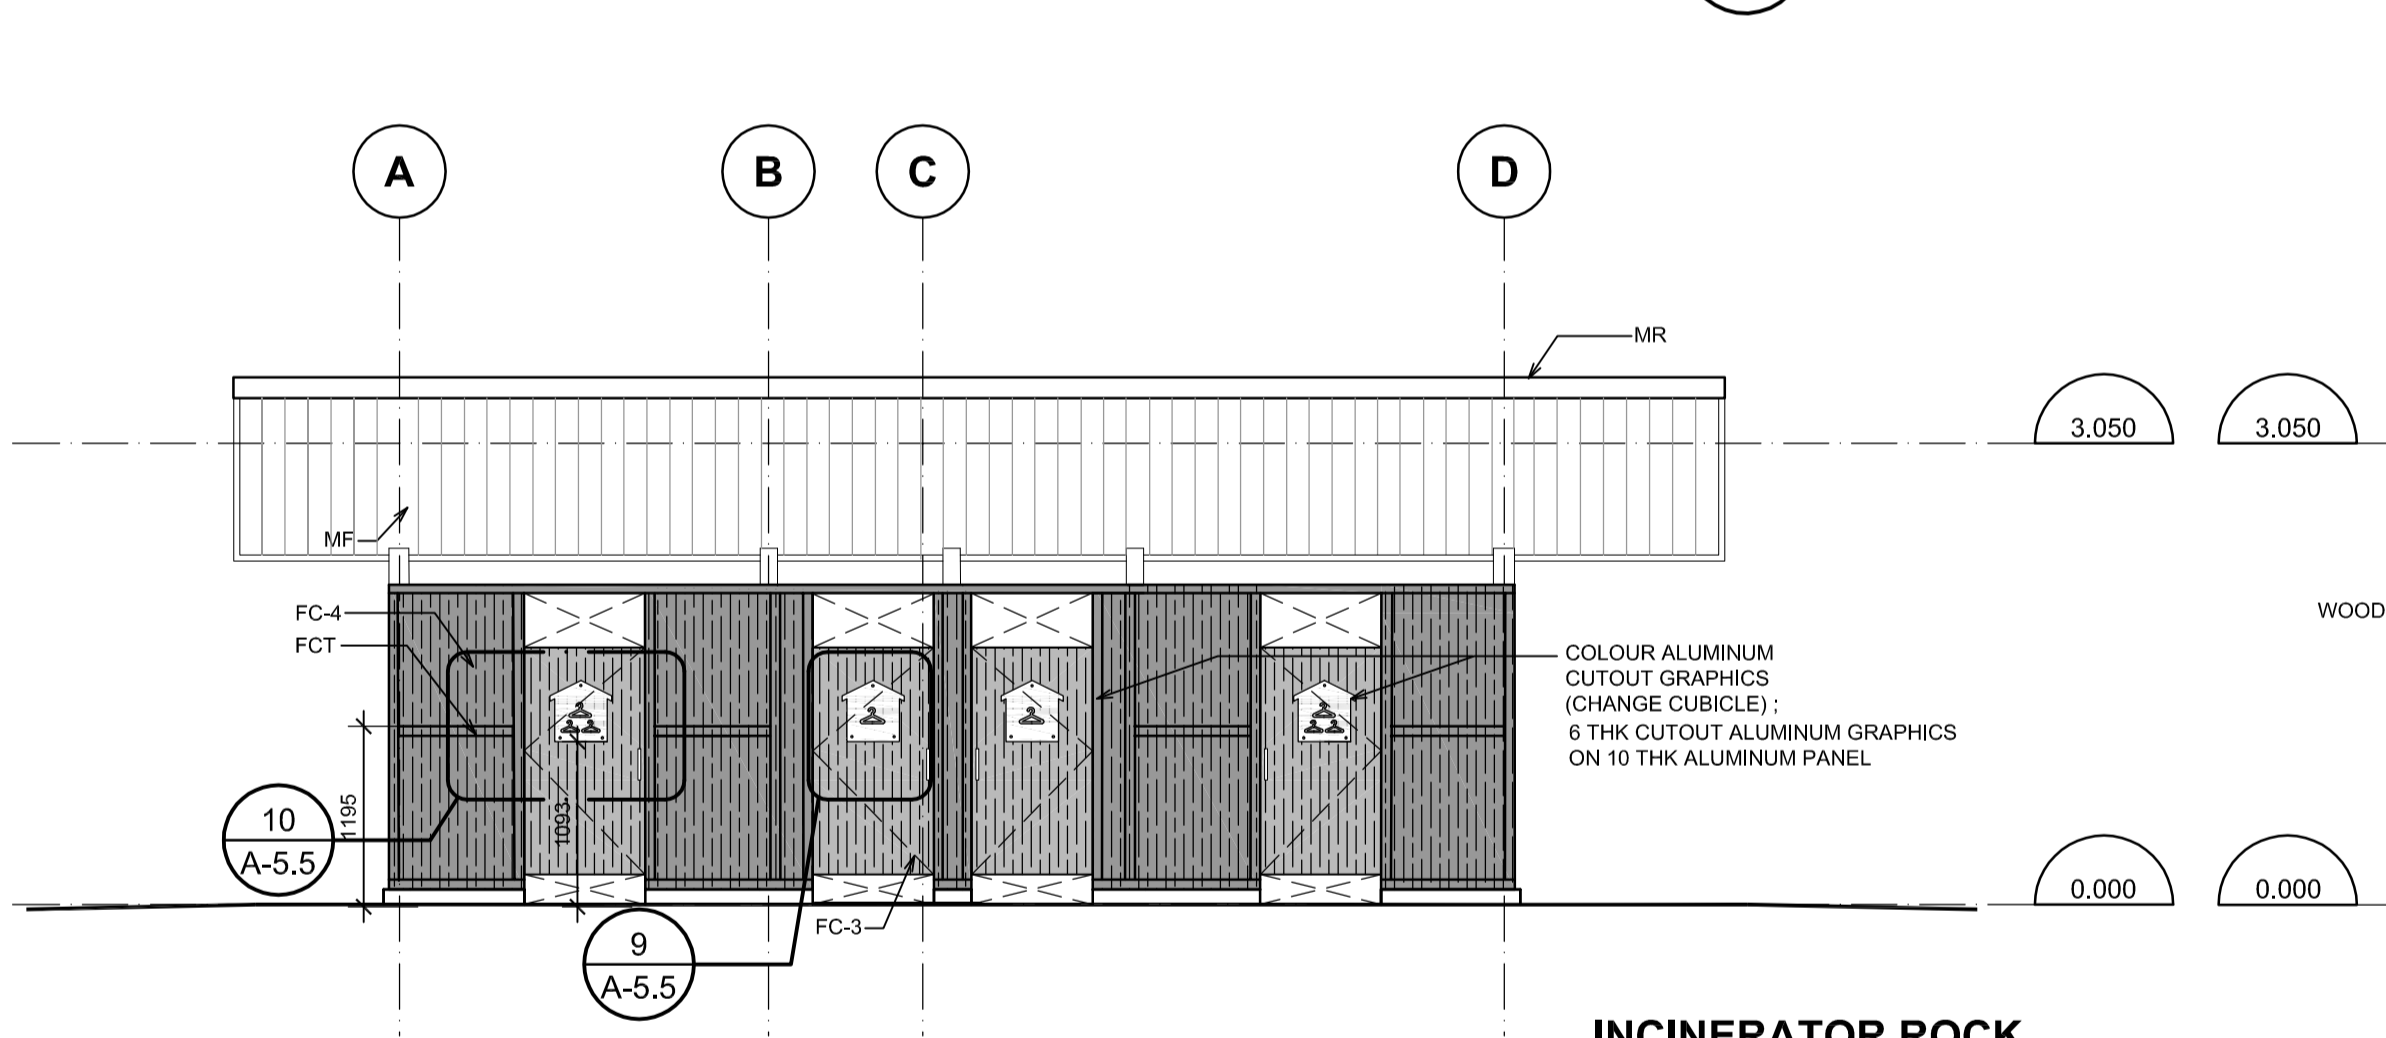 A
B
C
D
MR
3.050
3.050
MF
FC-4
WOOD
FCT
COLOUR ALUMINUM
CUTOUT GRAPHICS
(CHANGE CUBICLE) ;
6 THK CUTOUT ALUMINUM GRAPHICS
ON 10 THK ALUMINUM PANEL
1195
1093
10
A-5.5
0.000
0.000
FC-3
9
A-5.5
INCINERATOR ROCK